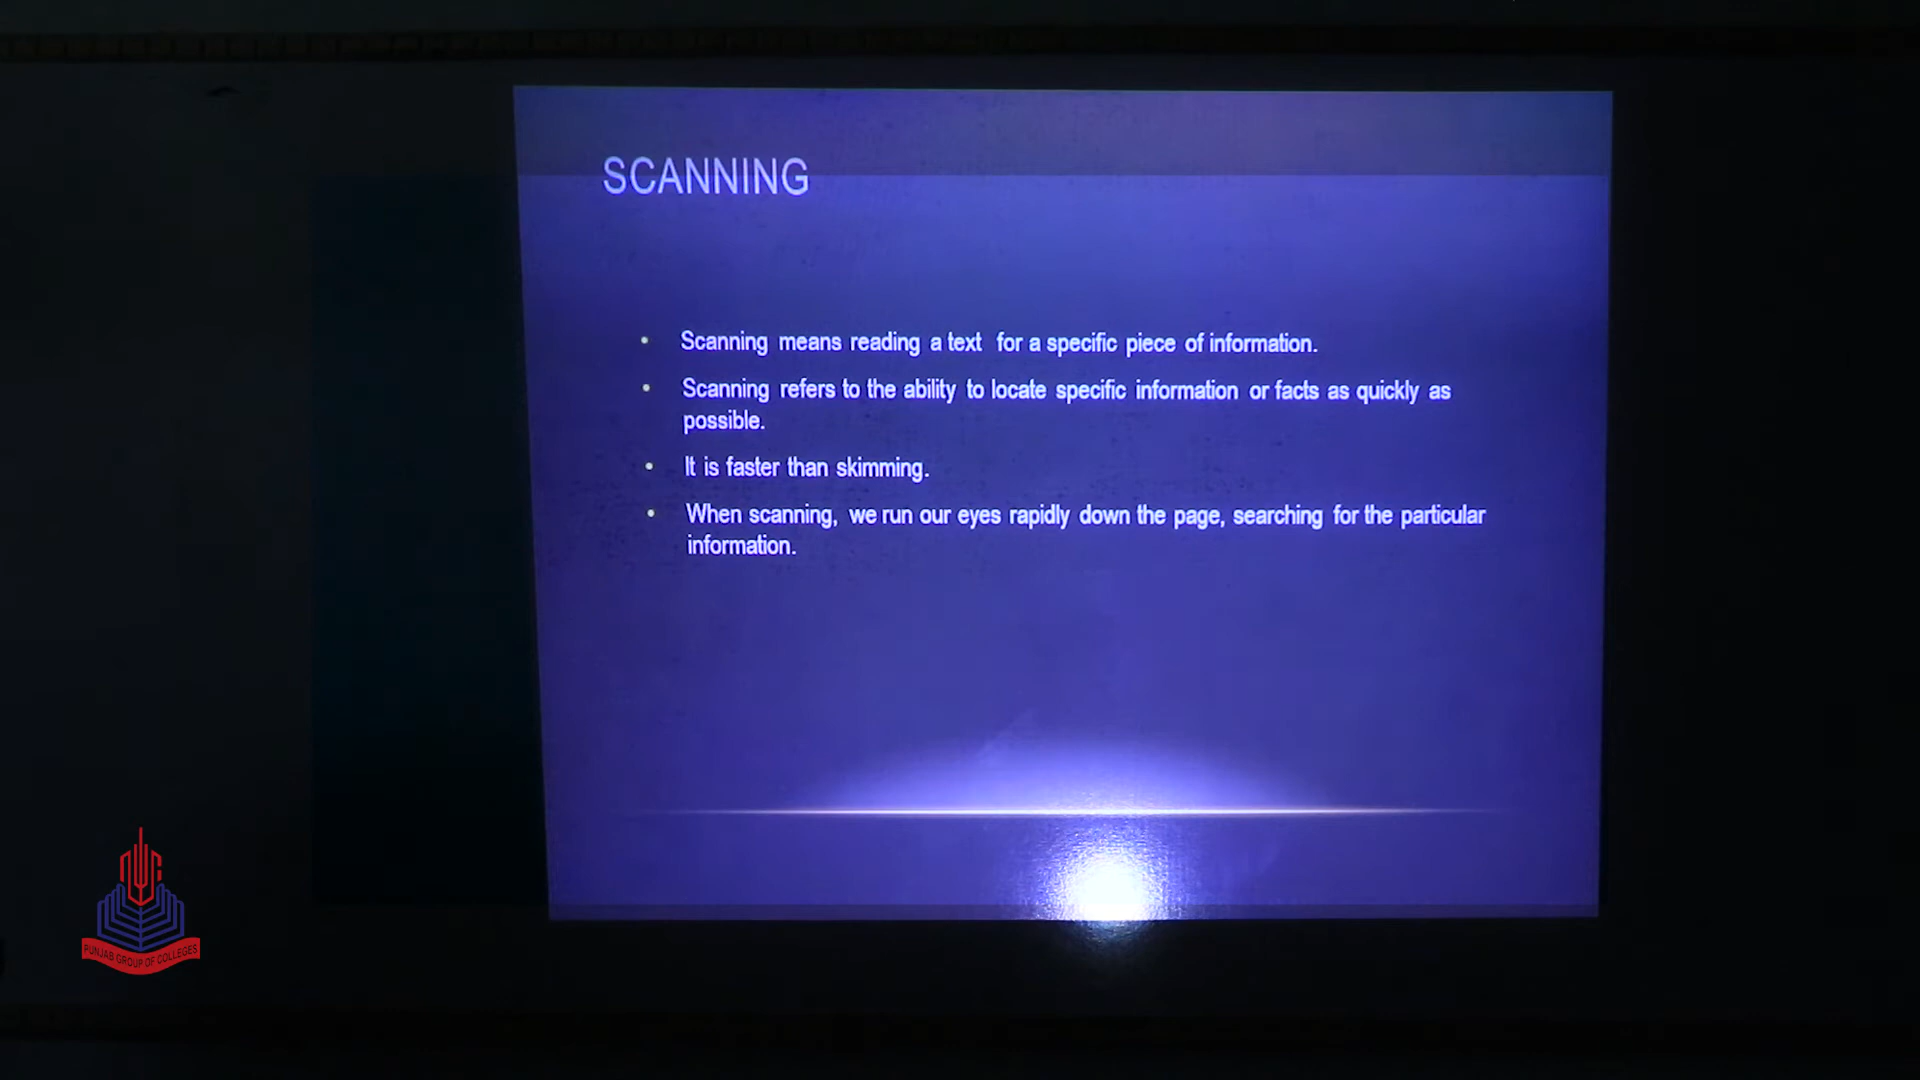 SCANNING
• Scanning means reading a text for a specific piece of information.
• Scanning refers to the ability to locate specific information or facts as quickly as
possible.
• It is faster than skimming.
• When scanning, we run our eyes rapidly down the page, searching for the particular
information.
PUNJAB GROUP OF COLLEGES